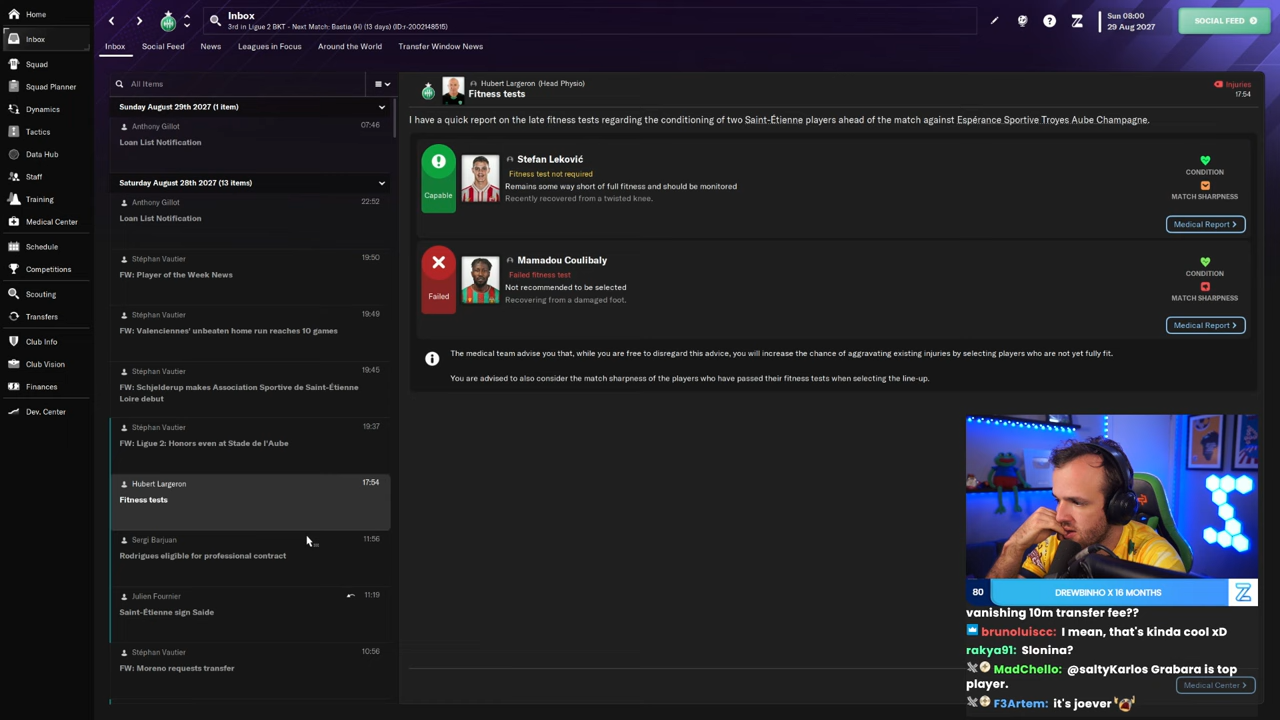 Home
Inbox
Squad
Squad Planner
Dynamics
Tactics
Data Hub
Staff
Training
Medical Center
Schedule
Competitions
Scouting
Transfers
Club Info
Club Vision
Finances
Dev. Center
Inbox
3rd in Ligue 2 BKT - Next Match: Bastia (H) (13 days) (ID:r-2002148515)
Sun 08:00
29 Aug 2027
SOCIAL FEED
Inbox Social Feed News Leagues in Focus Around the World Transfer Window News
All Items
Sunday August 29th 2027 (1 item)
Anthony Gillot 07:46
Loan List Notification
Saturday August 28th 2027 (13 items)
Anthony Gillot 22:52
Loan List Notification
Stéphan Vautier 19:50
FW: Player of the Week News
Stéphan Vautier 19:49
FW: Valenciennes' unbeaten home run reaches 10 games
Stéphan Vautier 19:45
FW: Schjelderup makes Association Sportive de Saint-Étienne
Loire debut
Stéphan Vautier 19:37
FW: Ligue 2: Honors even at Stade de l'Aube
Hubert Largeron 17:54
Fitness tests
Sergi Barjuan 11:56
Rodrigues eligible for professional contract
Julien Fournier 11:19
Saint-Étienne sign Saide
Stéphan Vautier 10:56
FW: Moreno requests transfer
Hubert Largeron (Head Physio)
Fitness tests
Injuries
17:54
I have a quick report on the late fitness tests regarding the conditioning of two Saint-Étienne players ahead of the match against Espérance Sportive Troyes Aube Champagne.
Capable
Stefan Leković
Fitness test not required
Remains some way short of full fitness and should be monitored
Recently recovered from a twisted knee.
CONDITION
MATCH SHARPNESS
Medical Report
Failed
Mamadou Coulibaly
Failed fitness test
Not recommended to be selected
Recovering from a damaged foot.
CONDITION
MATCH SHARPNESS
Medical Report
The medical team advise you that, while you are free to disregard this advice, you will increase the chance of aggravating existing injuries by selecting players who are not yet fully fit.
You are advised to also consider the match sharpness of the players who have passed their fitness tests when selecting the line-up.
80 DREWBINHO X 16 MONTHS
vanishing 10m transfer fee??
brunoluiscc: I mean, that's kinda cool xD
rakya91: Slonina?
MadChello: @saltyKarlos Grabara is top
player.
F3Artem: it's joever
Medical Center